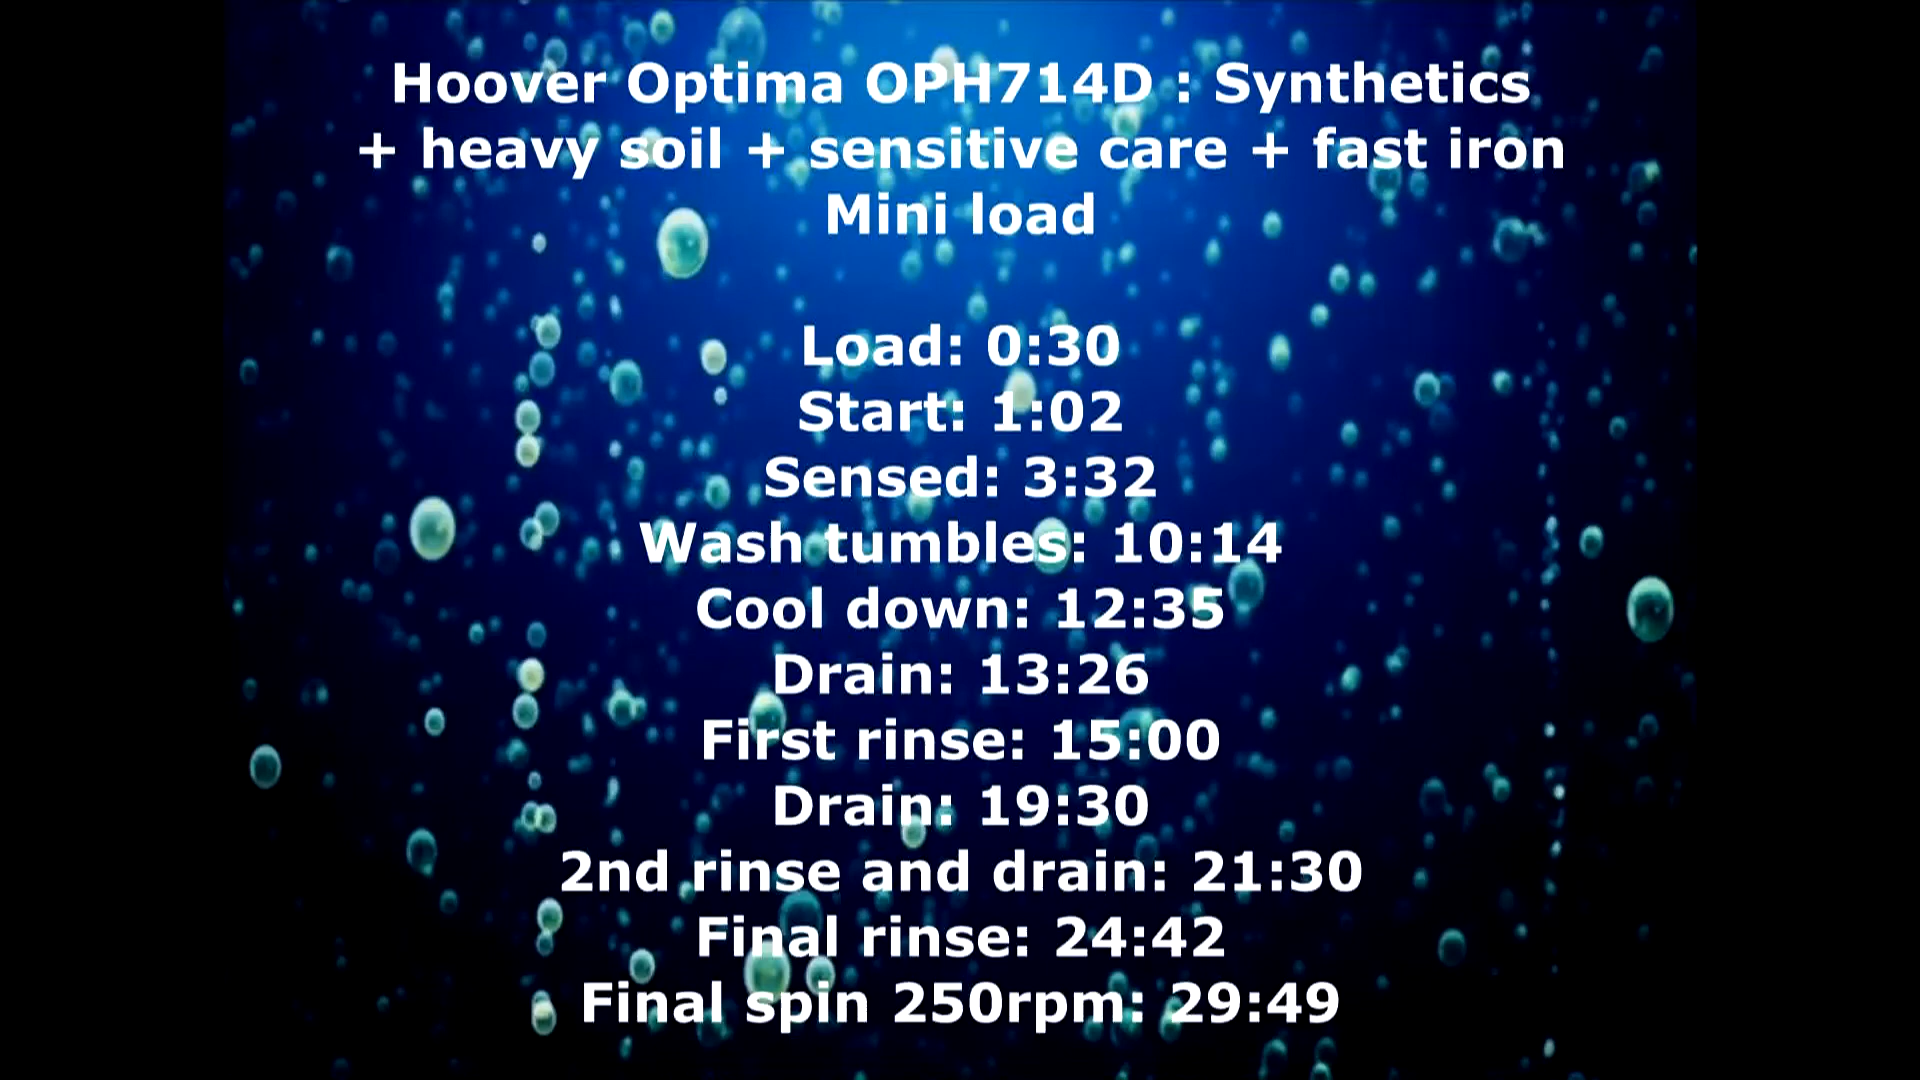 Hoover Optima OPH714D : Synthetics
+ heavy soil + sensitive care + fast iron
Mini load
Load: 0:30
Start: 1:02
Sensed: 3:32
Wash tumbles: 10:14
Cool down: 12:35
Drain: 13:26
First rinse: 15:00
Drain: 19:30
2nd rinse and drain: 21:30
Final rinse: 24:42
Final spin 250rpm: 29:49